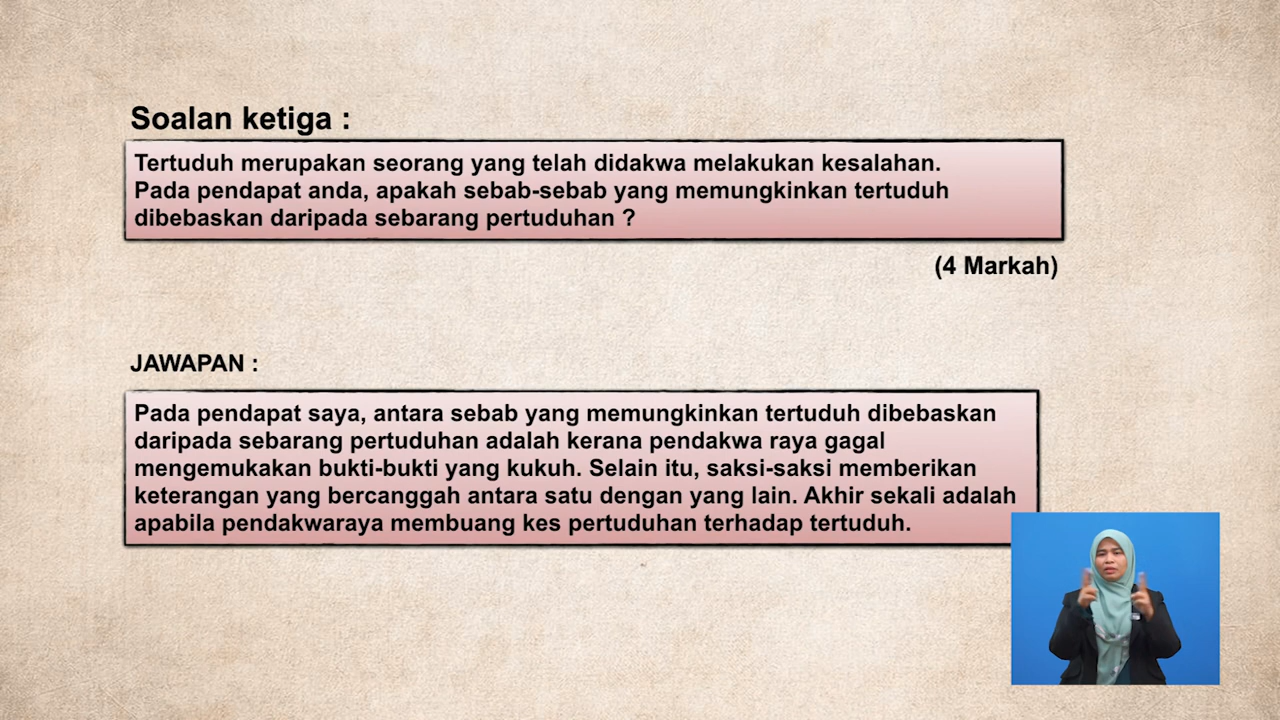 Soalan ketiga :
Tertuduh merupakan seorang yang telah didakwa melakukan kesalahan.
Pada pendapat anda, apakah sebab-sebab yang memungkinkan tertuduh
dibebaskan daripada sebarang pertuduhan ?
(4 Markah)
JAWAPAN :
Pada pendapat saya, antara sebab yang memungkinkan tertuduh dibebaskan
daripada sebarang pertuduhan adalah kerana pendakwa raya gagal
mengemukakan bukti-bukti yang kukuh. Selain itu, saksi-saksi memberikan
keterangan yang bercanggah antara satu dengan yang lain. Akhir sekali adalah
apabila pendakwaraya membuang kes pertuduhan terhadap tertuduh.